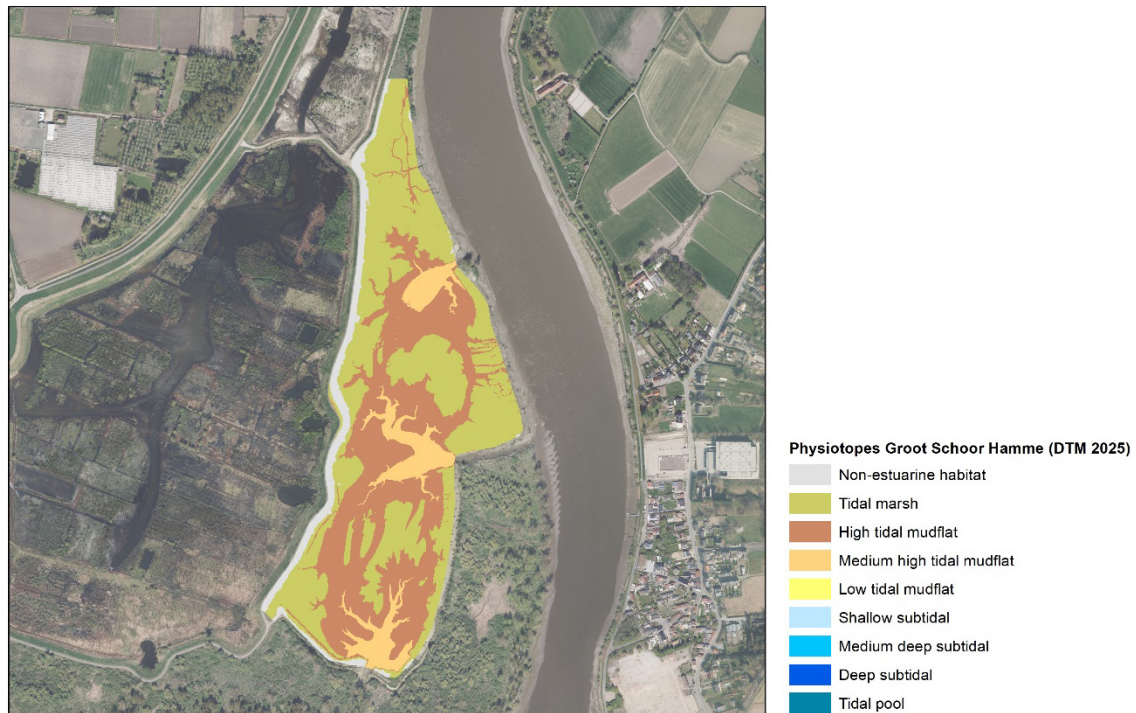 Physiotopes Groot Schoor Hamme (DTM 2025)
Non-estuarine habitat
Tidal marsh
High tidal mudflat
Medium high tidal mudflat
Low tidal mudflat
Shallow subtidal
Medium deep subtidal
Deep subtidal
Tidal pool